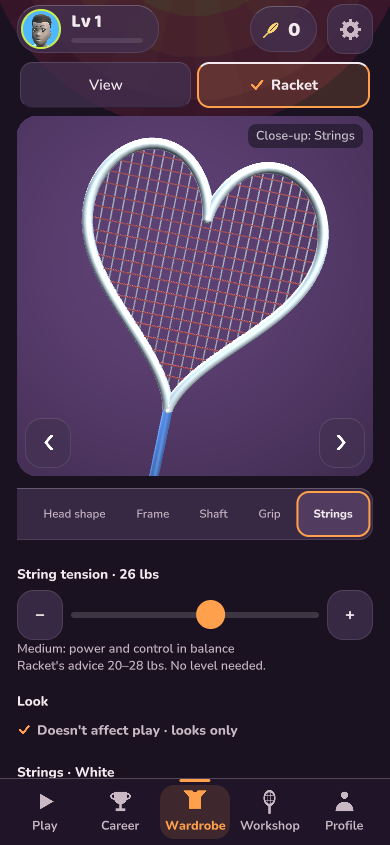 Lv 1
0
View
Racket
Close-up: Strings
Head shape
Frame
Shaft
Grip
Strings
String tension · 26 lbs
Medium: power and control in balance
Racket's advice 20–28 lbs. No level needed.
Look
Doesn't affect play · looks only
Strings · White
Play
Career
Wardrobe
Workshop
Profile